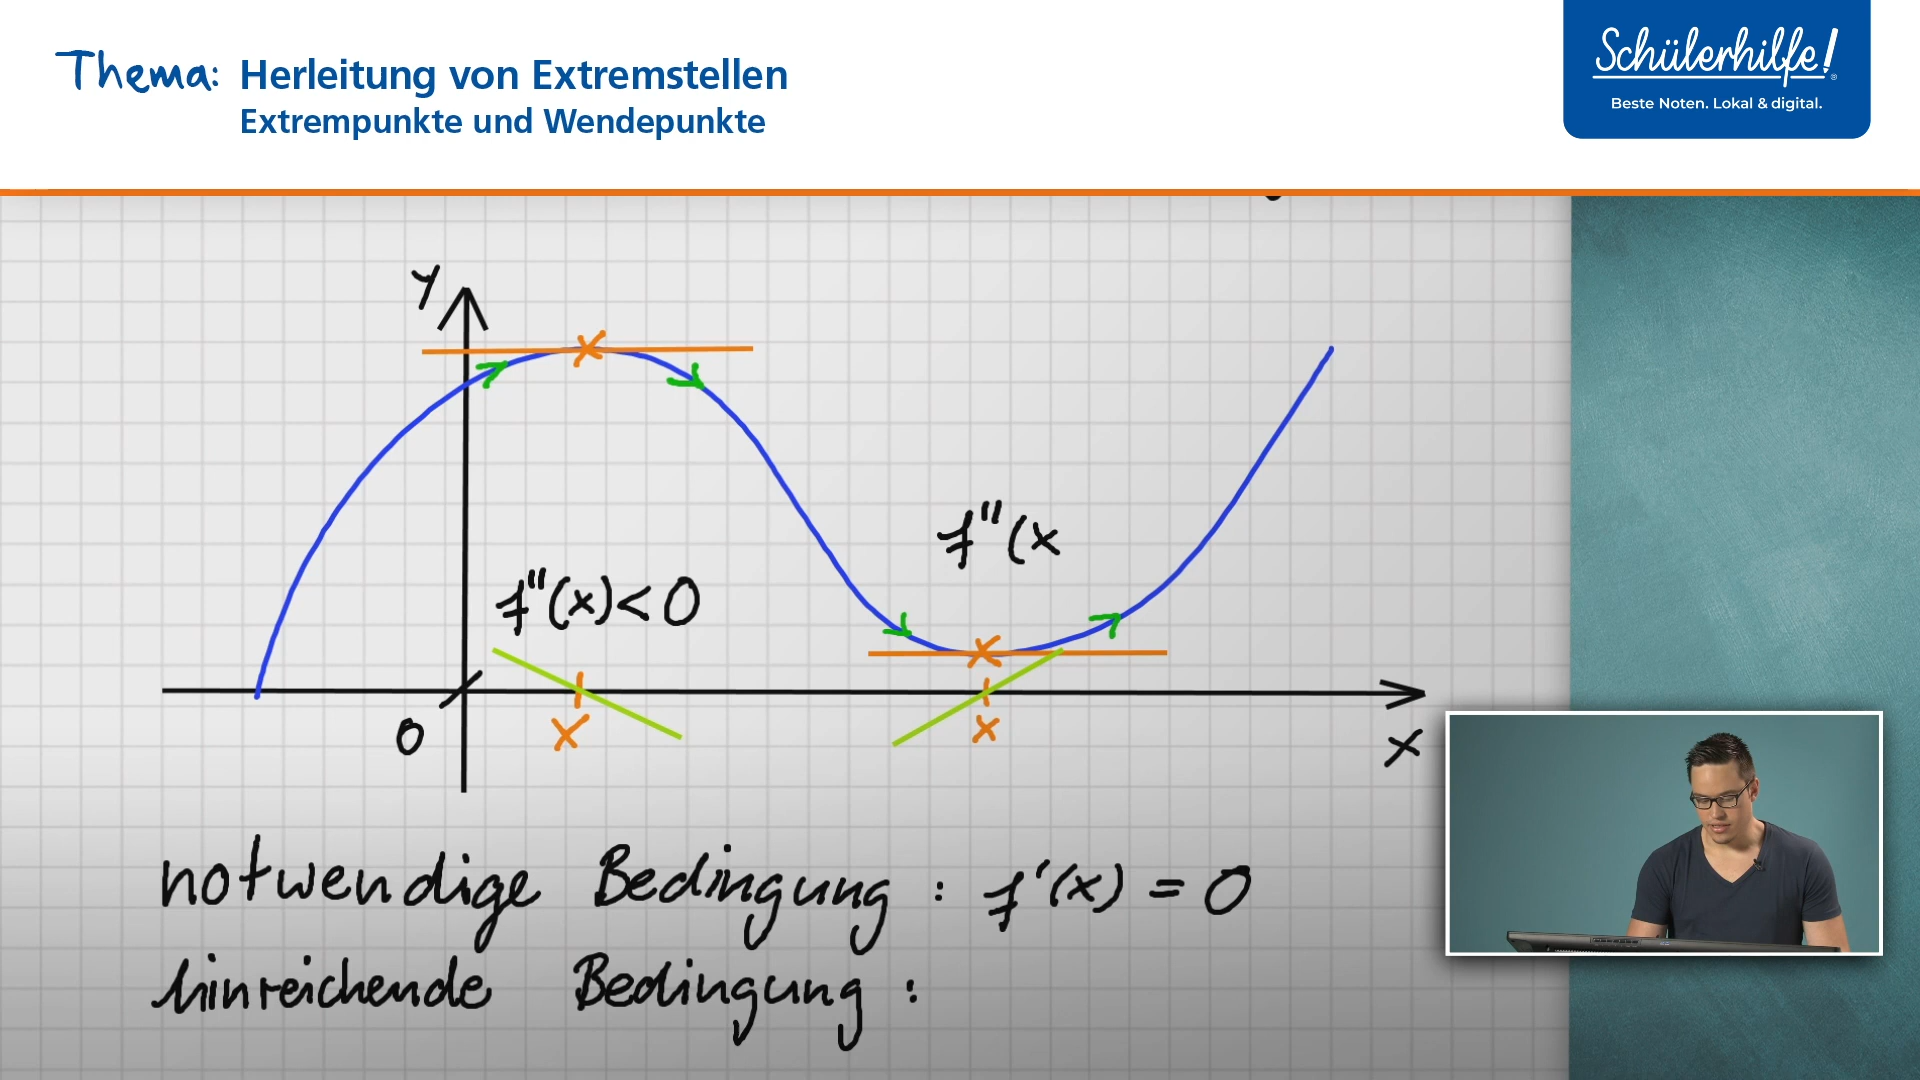 Thema: Herleitung von Extremstellen
Extrempunkte und Wendepunkte
Schülerhilfe!®
Beste Noten. Lokal & digital.
y
f''(x
f''(x) < 0
0
x
x
x
notwendige Bedingung : f'(x) = 0
hinreichende Bedingung :